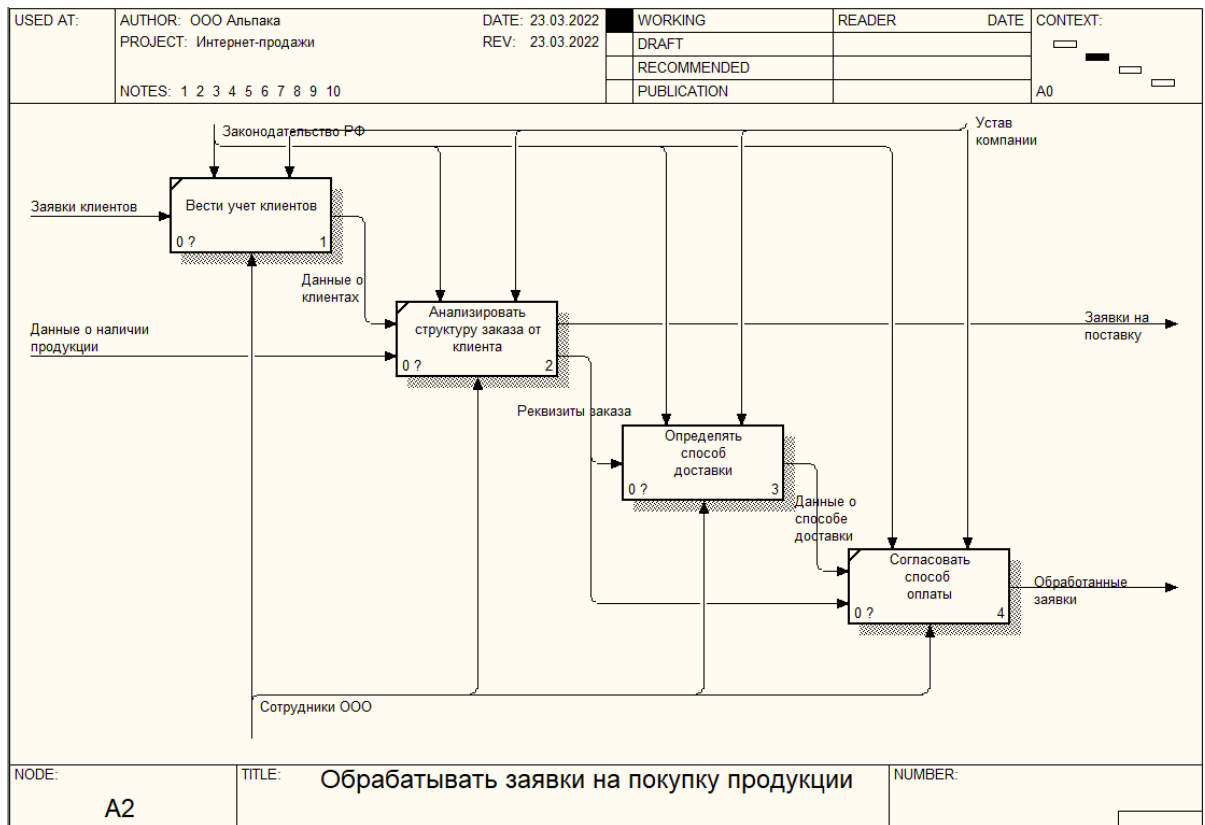 USED AT:
AUTHOR: ООО Альпака
DATE: 23.03.2022
PROJECT: Интернет-продажи
REV: 23.03.2022
NOTES: 1 2 3 4 5 6 7 8 9 10
WORKING
DRAFT
RECOMMENDED
PUBLICATION
READER DATE
CONTEXT:
A0
Законодательство РФ
Устав
компании
Заявки клиентов
Вести учет клиентов
0 ? 1
Данные о
клиентах
Данные о наличии
продукции
Анализировать
структуру заказа от
клиента
0 ? 2
Заявки на
поставку
Реквизиты заказа
Определять
способ
доставки
0 ? 3
Данные о
способе
доставки
Согласовать
способ
оплаты
0 ? 4
Обработанные
заявки
Сотрудники ООО
NODE:
A2
TITLE:
Обрабатывать заявки на покупку продукции
NUMBER: